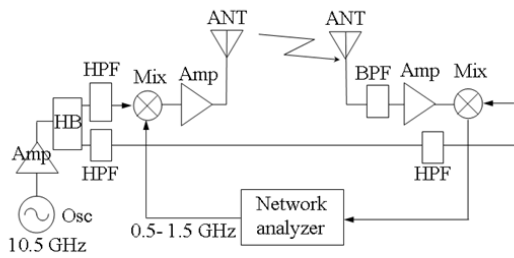 ANT
ANT
HPF
Mix
Amp
BPF
Amp
Mix
HB
Amp
HPF
HPF
Osc
10.5 GHz
0.5- 1.5 GHz
Network
analyzer